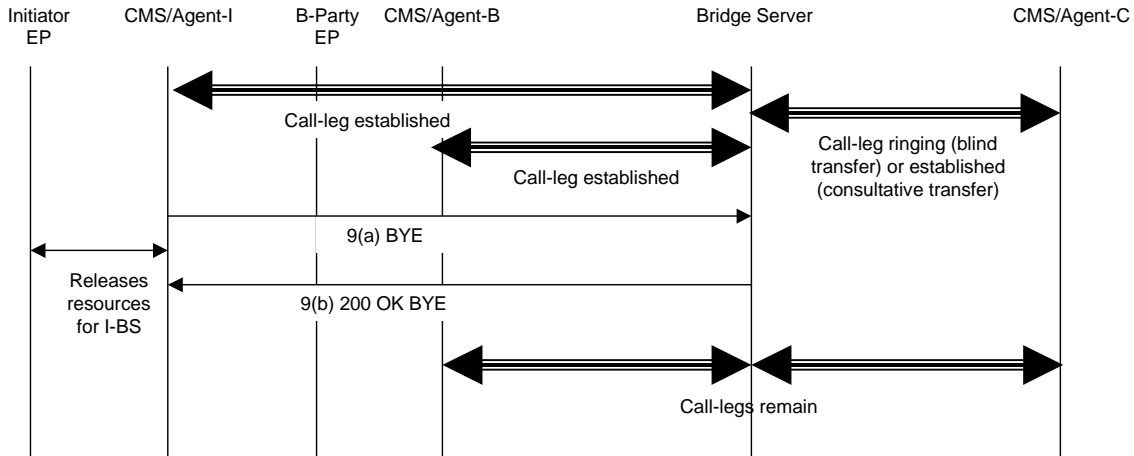 Initiator
EP
CMS/Agent-I
B-Party
EP
CMS/Agent-B
Bridge Server
CMS/Agent-C
Call-leg established
Call-leg established
Call-leg ringing (blind
transfer) or established
(consultative transfer)
9(a) BYE
Releases
resources
for I-BS
9(b) 200 OK BYE
Call-legs remain